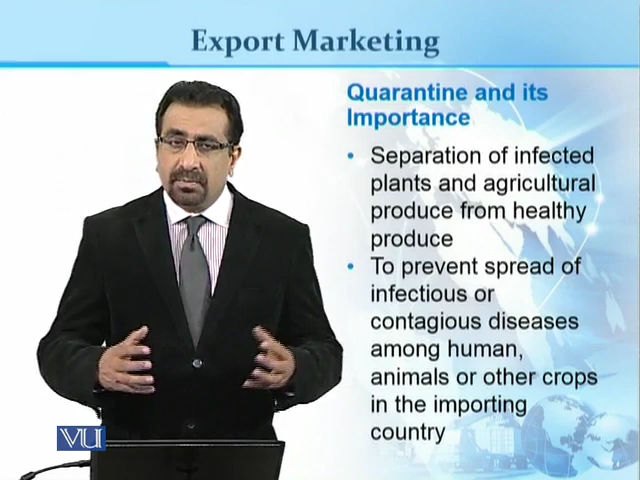 Export Marketing
Quarantine and its
Importance
• Separation of infected
plants and agricultural
produce from healthy
produce
• To prevent spread of
infectious or
contagious diseases
among human,
animals or other crops
in the importing
country
VU